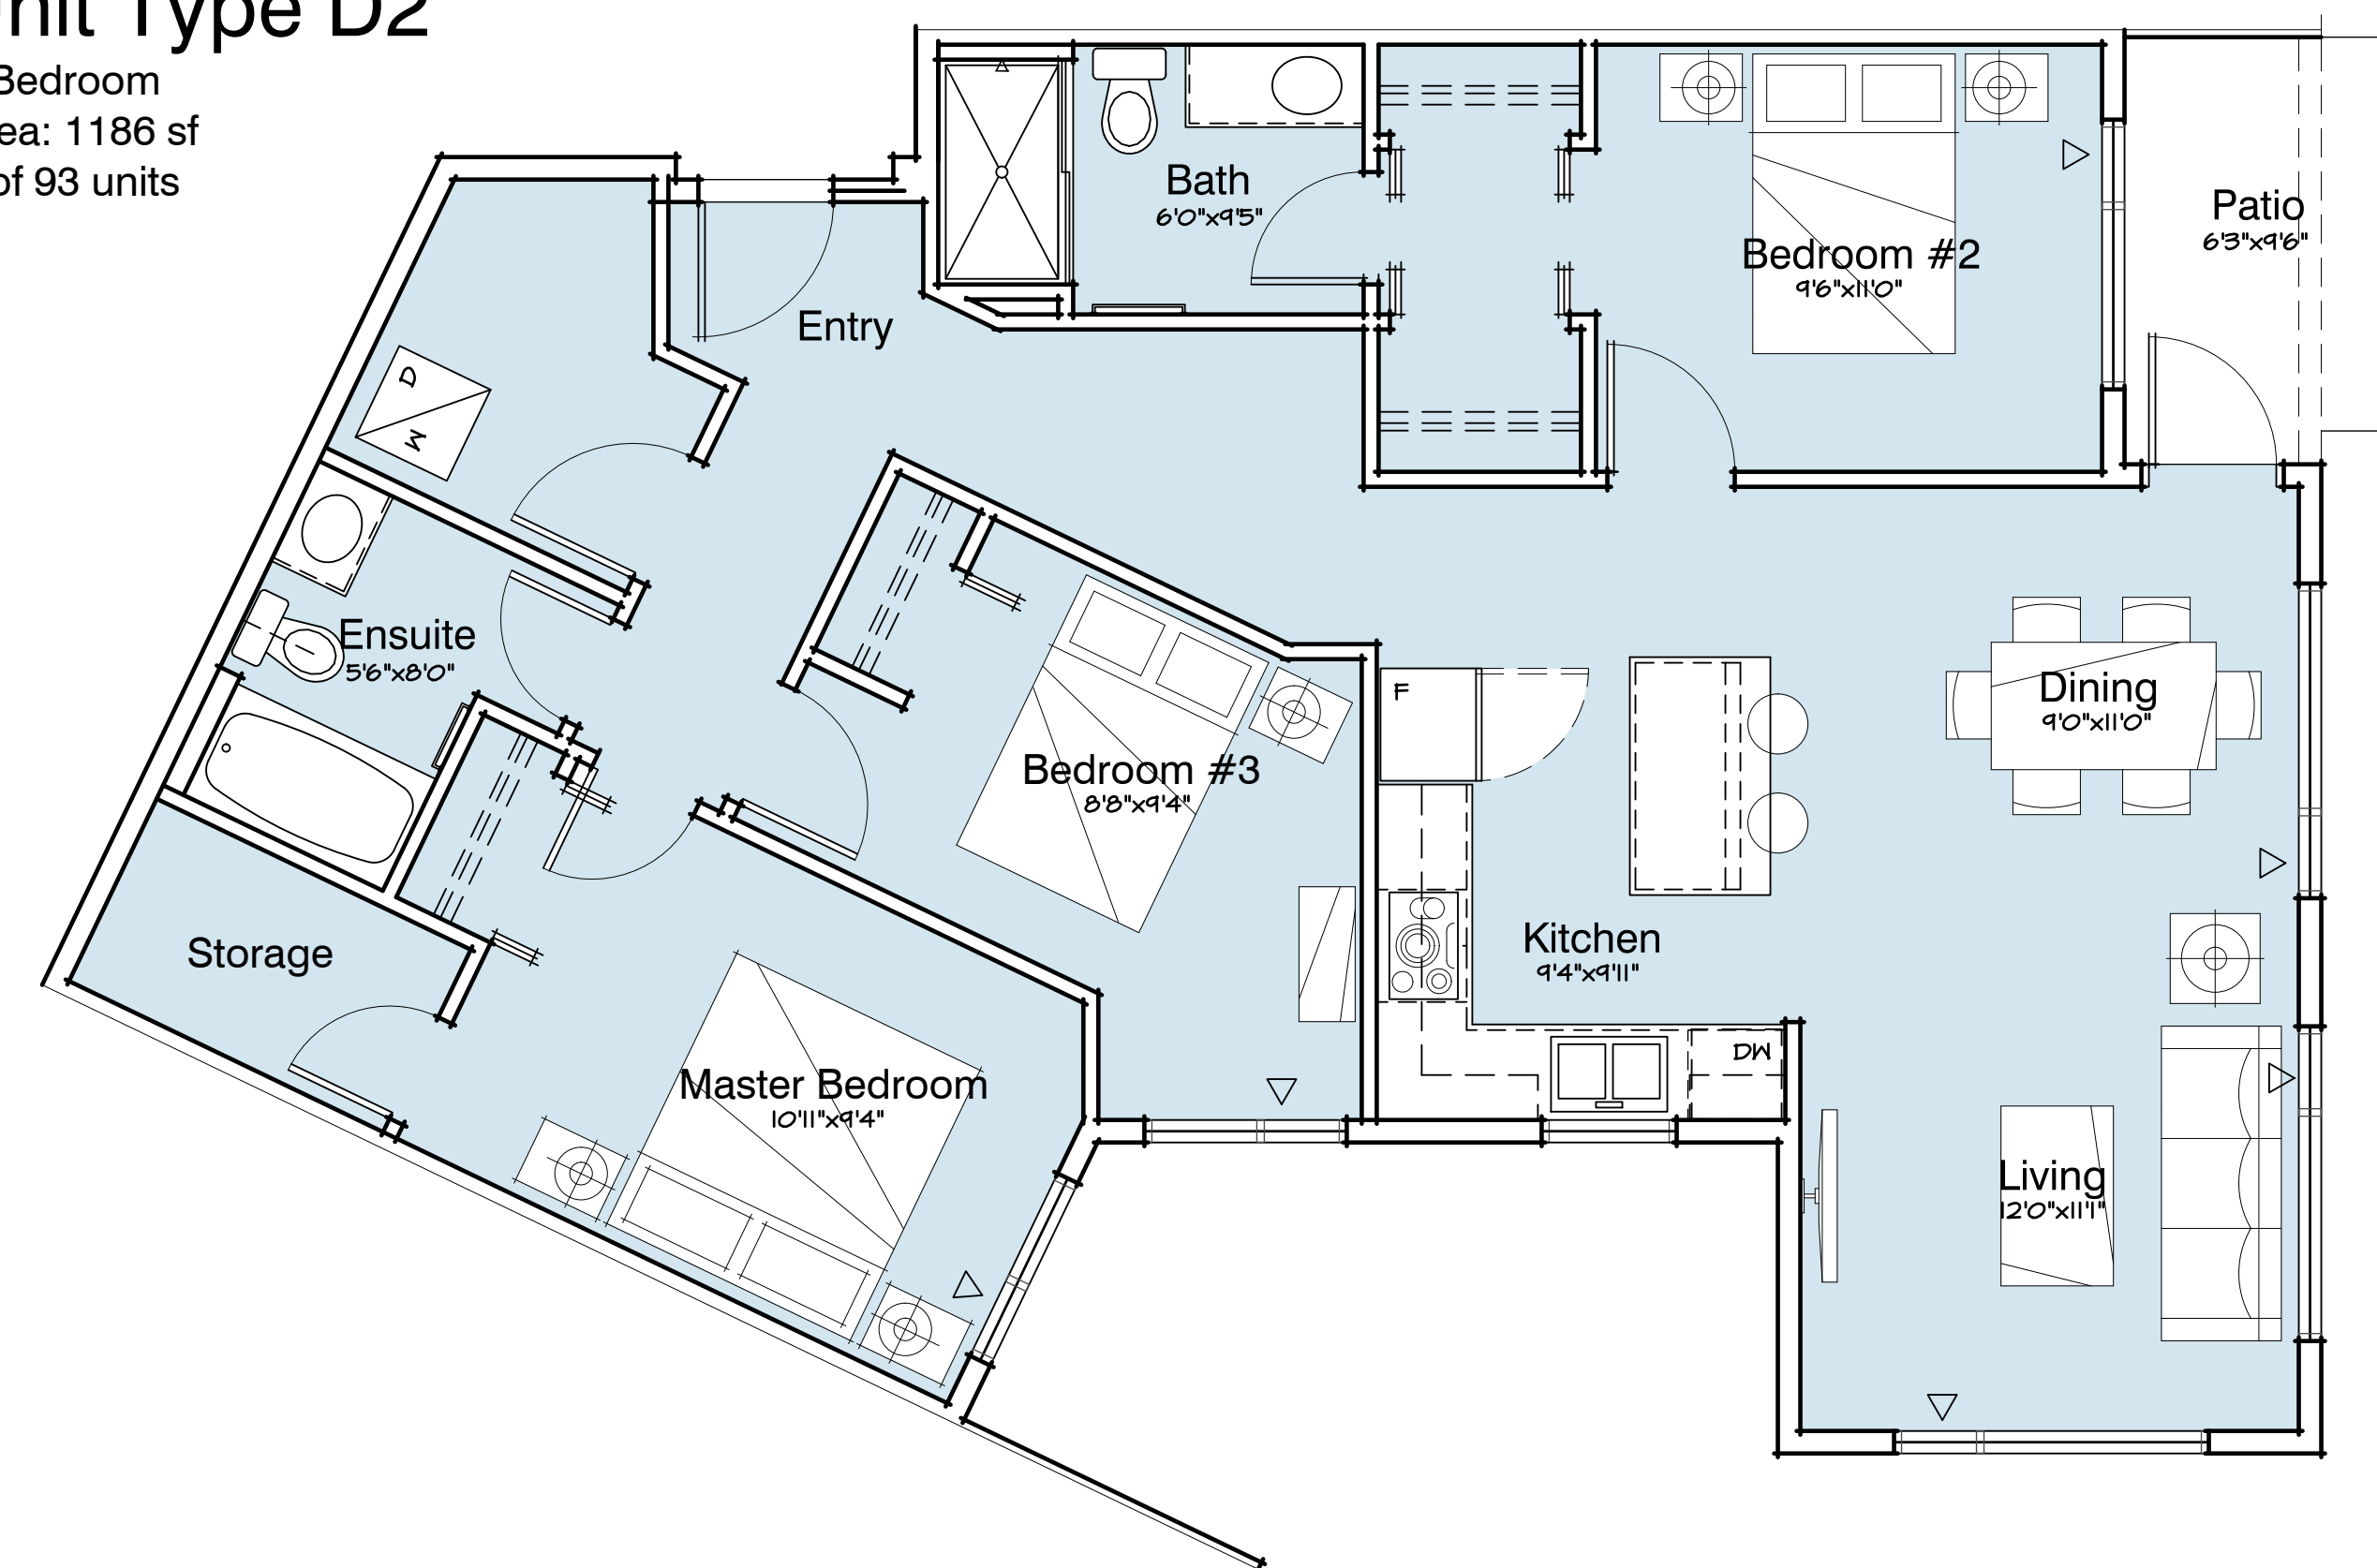 nit Type D2
Bedroom
ea: 1186 sf
of 93 units
Bath
6'0"x9'5"
Patio
6'3"x9'6"
Bedroom #2
9'6"x11'0"
Entry
D
W
Ensuite
5'6"x8'0"
F
Dining
9'0"x11'0"
Bedroom #3
8'8"x9'4"
Kitchen
9'4"x9'11"
Storage
DW
Master Bedroom
10'11"x9'4"
Living
12'0"x11'1"